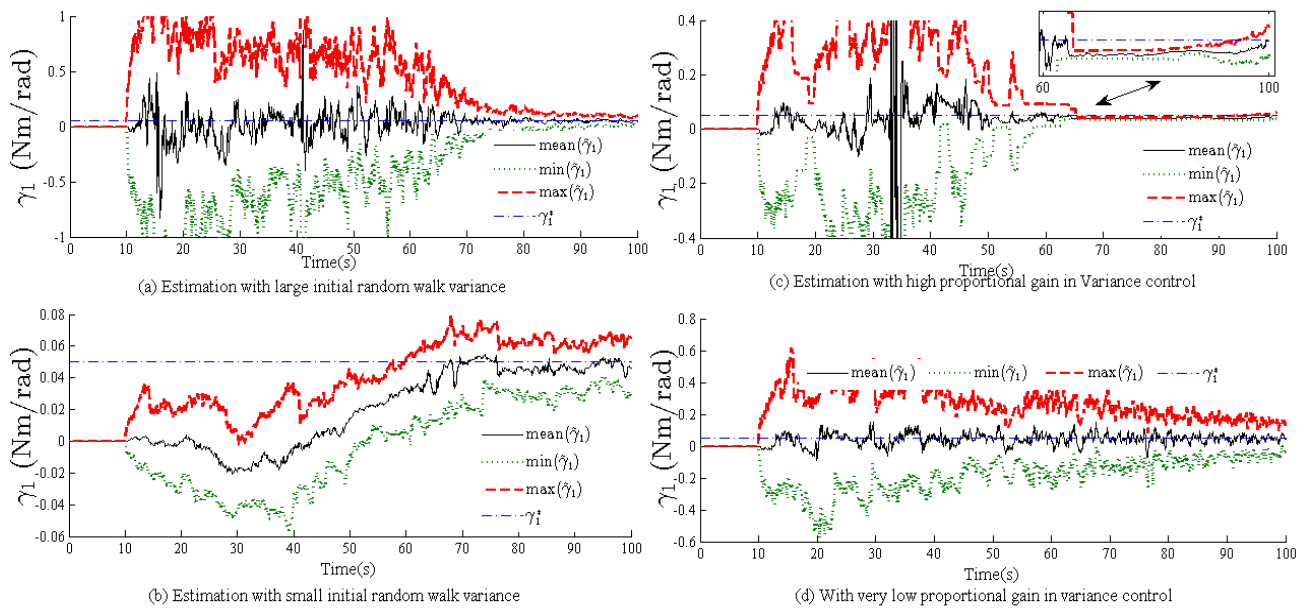 γ₁ (Nm/rad)
1
0.5
0
-0.5
-1
0 10 20 30 40 50 60 70 80 90 100
Time(s)
mean(γ̂₁)
min(γ̂₁)
max(γ̂₁)
γ₁*
(a) Estimation with large initial random walk variance
γ₁ (Nm/rad)
0.4
0.2
0
-0.2
-0.4
0 10 20 30 40 50 60 70 80 90 100
Time(s)
60 100
mean(γ̂₁)
min(γ̂₁)
max(γ̂₁)
γ₁*
(c) Estimation with high proportional gain in Variance control
γ₁ (Nm/rad)
0.08
0.06
0.04
0.02
0
-0.02
-0.04
0.06
0 10 20 30 40 50 60 70 80 90 100
Time(s)
mean(γ̂₁)
min(γ̂₁)
max(γ̂₁)
γ₁*
(b) Estimation with small initial random walk variance
γ₁ (Nm/rad)
0.8
0.6
0.4
0.2
0
-0.2
-0.4
-0.6
0 10 20 30 40 50 60 70 80 90 100
Time(s)
mean(γ̂₁) min(γ̂₁) max(γ̂₁) γ₁*
(d) With very low proportional gain in variance control